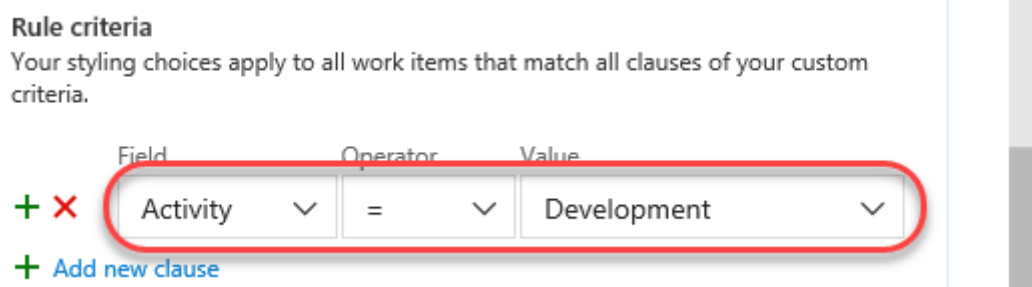 Rule criteria
Your styling choices apply to all work items that match all clauses of your custom
criteria.
Field Operator Value
Activity = Development
Add new clause